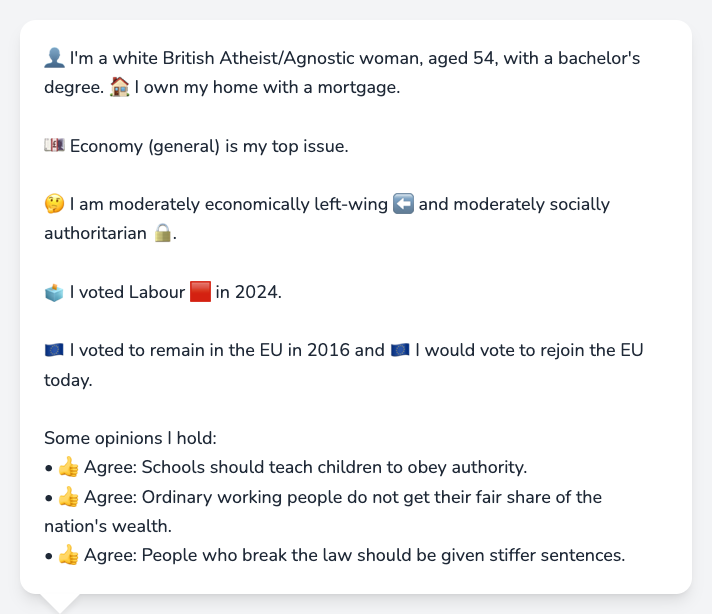 👤 I'm a white British Atheist/Agnostic woman, aged 54, with a bachelor's
degree. 🏠 I own my home with a mortgage.
💷 Economy (general) is my top issue.
🤔 I am moderately economically left-wing ⬅️ and moderately socially
authoritarian 🔒.
🗳️ I voted Labour 🟥 in 2024.
🇪🇺 I voted to remain in the EU in 2016 and 🇪🇺 I would vote to rejoin the EU
today.
Some opinions I hold:
• 👍 Agree: Schools should teach children to obey authority.
• 👍 Agree: Ordinary working people do not get their fair share of the
nation's wealth.
• 👍 Agree: People who break the law should be given stiffer sentences.